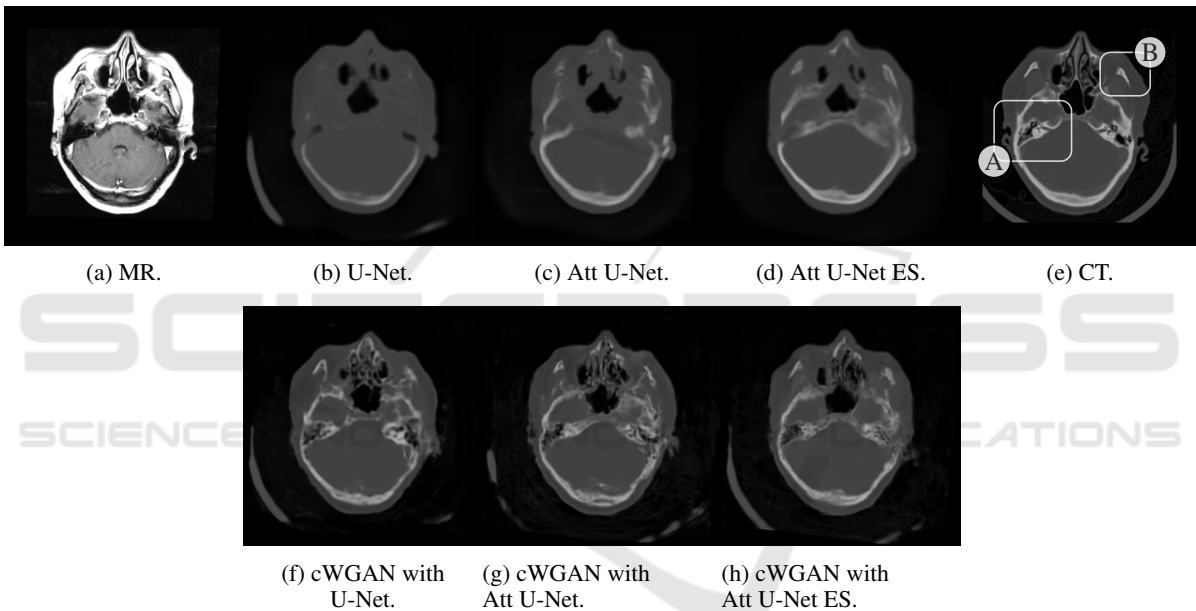 B
A
(a) MR.
(b) U-Net.
(c) Att U-Net.
(d) Att U-Net ES.
(e) CT.
(f) cWGAN with
U-Net.
(g) cWGAN with
Att U-Net.
(h) cWGAN with
Att U-Net ES.